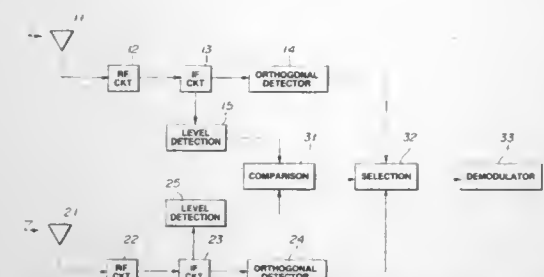 11
12
13
14
RF
CKT
IF
CKT
ORTHOGONAL
DETECTOR
15
LEVEL
DETECTION
31
32
33
COMPARISON
SELECTION
DEMODULATOR
25
LEVEL
DETECTION
21
22
23
24
RF
CKT
IF
CKT
ORTHOGONAL
DETECTOR